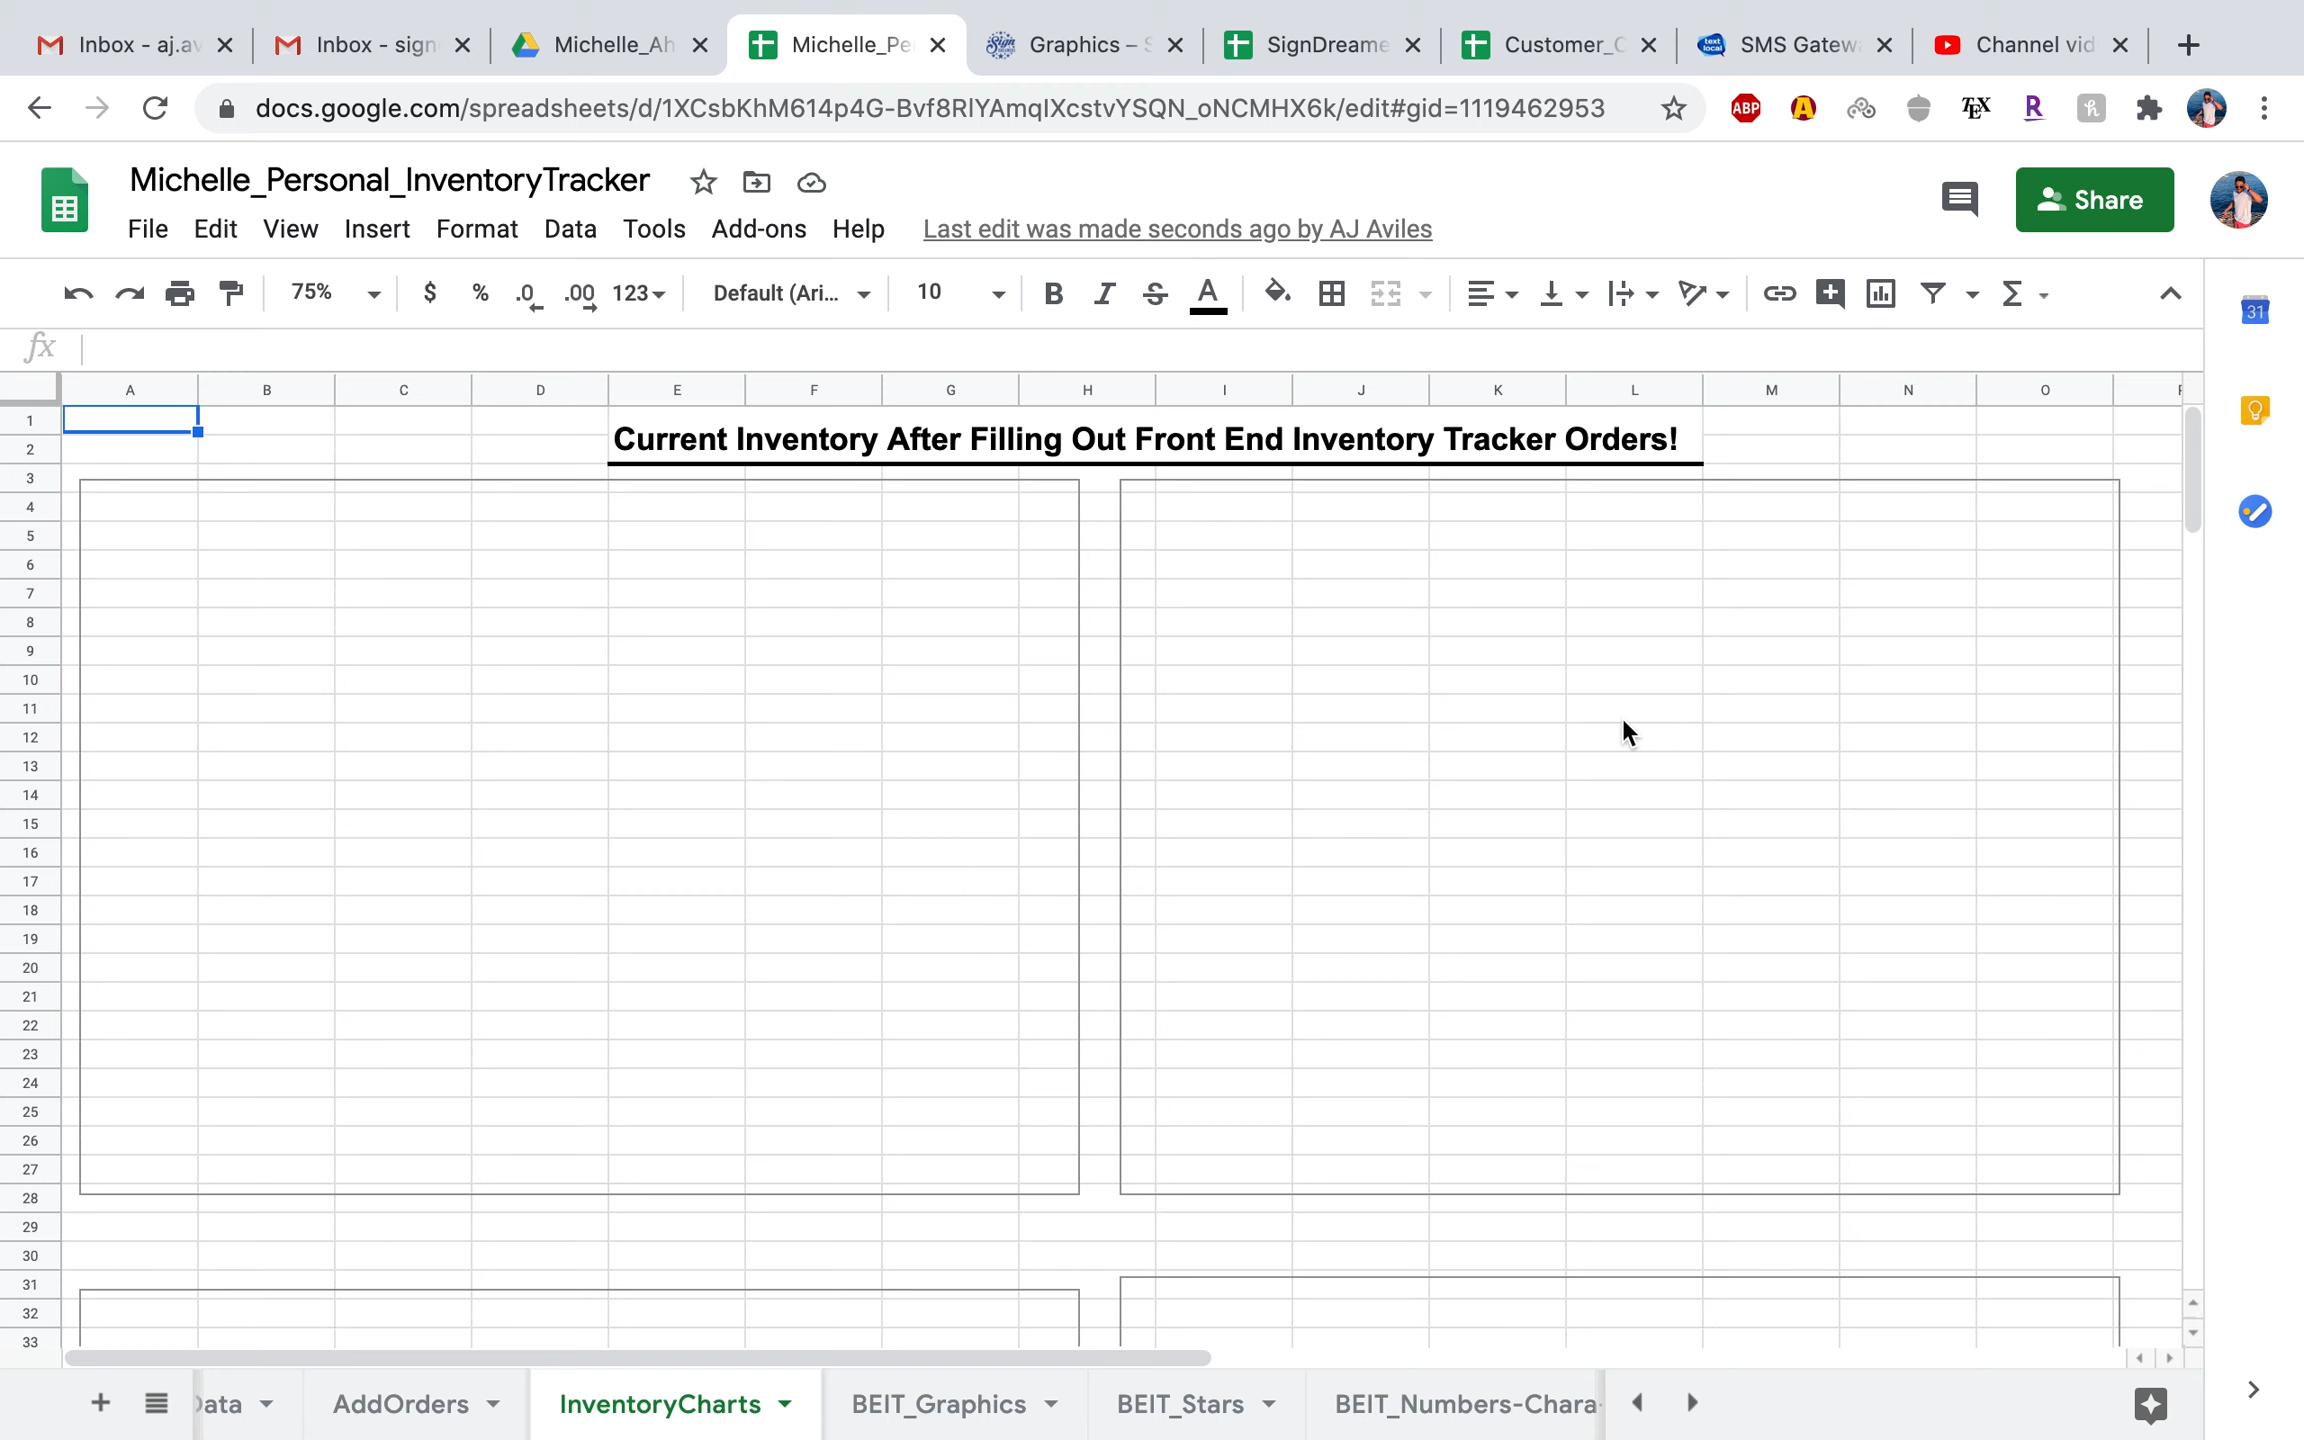 Inbox - aj.av
Inbox - sign
Michelle_Ah
Michelle_Pe
Graphics – S
SignDreame
Customer_C
SMS Gatew
Channel vid
docs.google.com/spreadsheets/d/1XCsbKhM614p4G-Bvf8RlYAmqIXcstvYSQN_oNCMHX6k/edit#gid=1119462953
ABP
A
TEX
R
h
Michelle_Personal_InventoryTracker
Share
File Edit View Insert Format Data Tools Add-ons Help Last edit was made seconds ago by AJ Aviles
75% $ % .0 .00 123 Default (Ari... 10 B I S A Σ
31
fx
A B C D E F G H I J K L M N O
Current Inventory After Filling Out Front End Inventory Tracker Orders!
1
2
3
4
5
6
7
8
9
10
11
12
13
14
15
16
17
18
19
20
21
22
23
24
25
26
27
28
29
30
31
32
33
+ Data AddOrders InventoryCharts BEIT_Graphics BEIT_Stars BEIT_Numbers-Chara